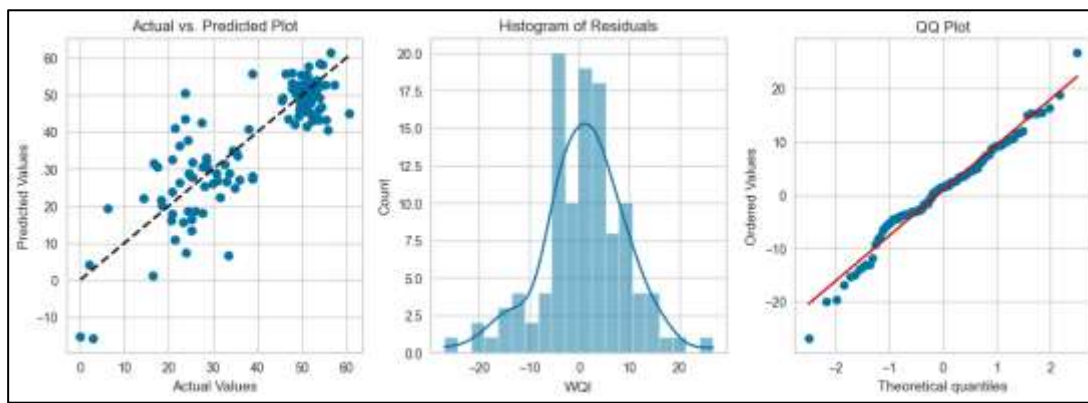 Actual vs. Predicted Plot
Predicted Values
60
50
40
30
20
10
0
−10
0 10 20 30 40 50 60
Actual Values
Histogram of Residuals
Count
20.0
17.5
15.0
12.5
10.0
7.5
5.0
2.5
0.0
−20 −10 0 10 20
WQI
QQ Plot
Ordered Values
20
10
0
−10
−20
−2 −1 0 1 2
Theoretical quantiles